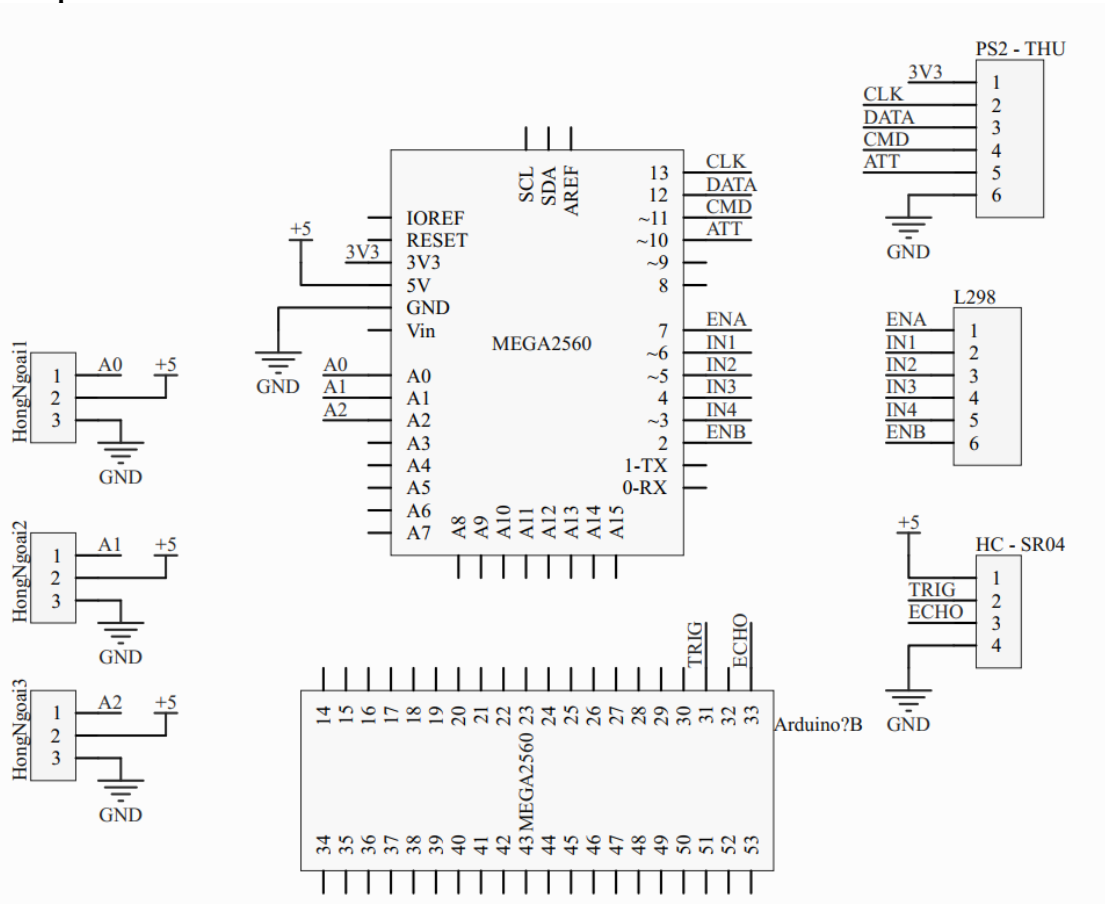 PS2 - THU
3V3
CLK
DATA
CMD
ATT
1
2
3
4
5
6
GND
SCL
SDA
AREF
IOREF
RESET
3V3
5V
GND
Vin
A0
A1
A2
A3
A4
A5
A6
A7
+5
3V3
GND
A0
A1
A2
MEGA2560
A8
A9
A10
A11
A12
A13
A14
A15
13
12
~11
~10
~9
8
7
~6
~5
4
~3
2
1-TX
0-RX
CLK
DATA
CMD
ATT
ENA
IN1
IN2
IN3
IN4
ENB
L298
ENA
IN1
IN2
IN3
IN4
ENB
1
2
3
4
5
6
HongNgoai1
1
2
3
A0
+5
GND
HongNgoai2
1
2
3
A1
+5
GND
HongNgoai3
1
2
3
A2
+5
GND
HC - SR04
+5
TRIG
ECHO
1
2
3
4
GND
TRIG
ECHO
14 15 16 17 18 19 20 21 22 23 24 25 26 27 28 29 30 31 32 33
MEGA2560
Arduino?B
34 35 36 37 38 39 40 41 42 43 44 45 46 47 48 49 50 51 52 53